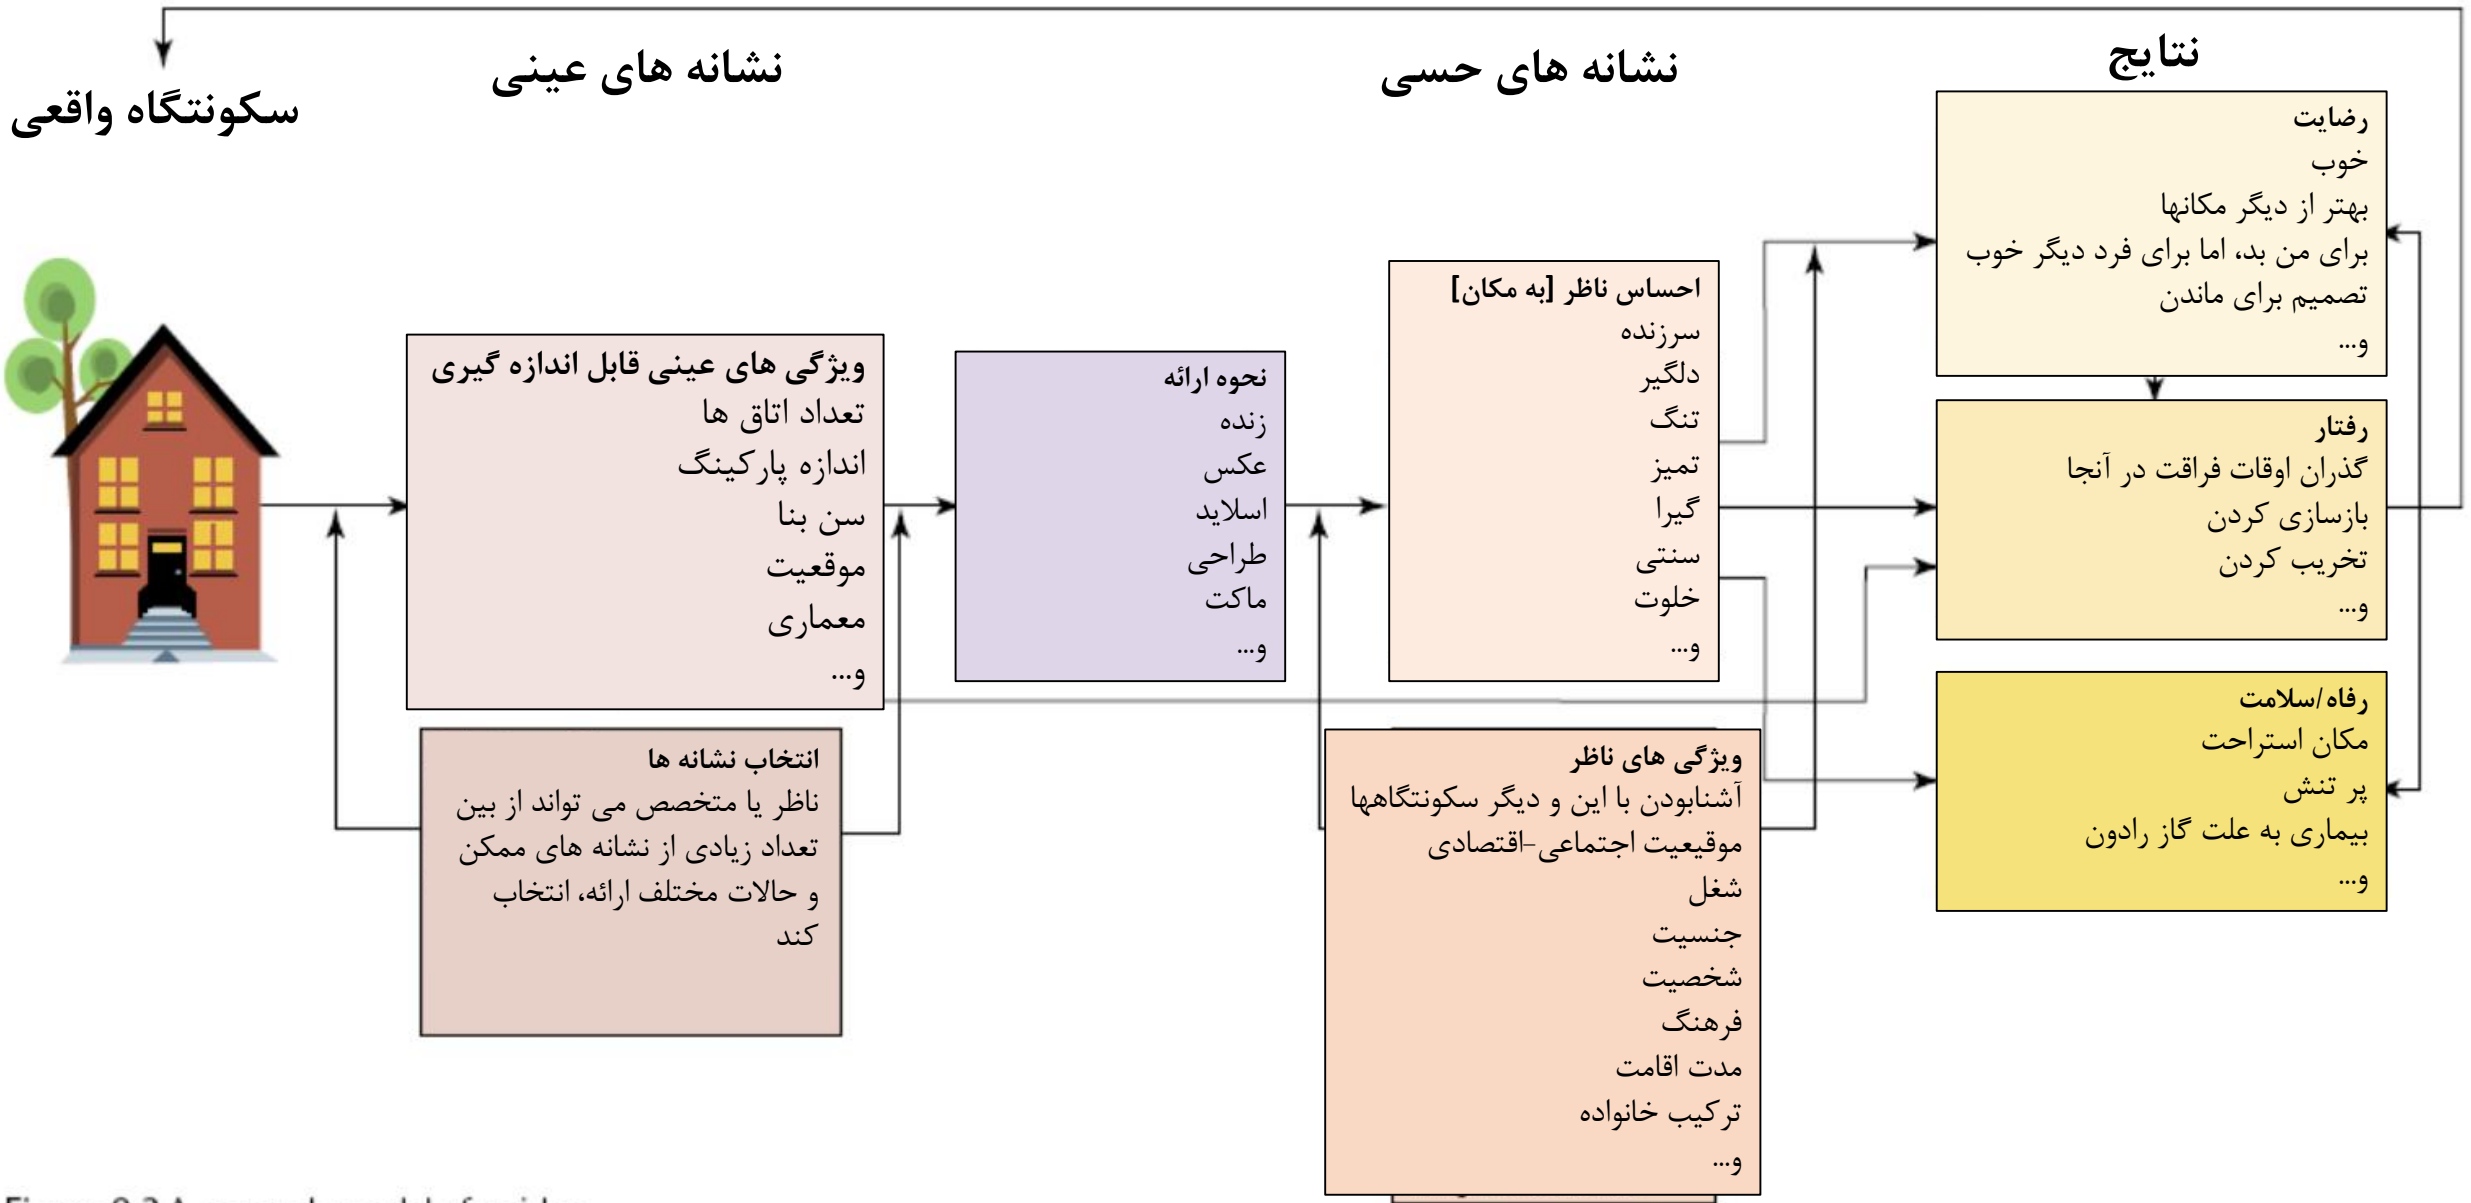 سکونتگاه واقعی
نشانه های عینی
نشانه های حسی
نتایج
ویژگی های عینی قابل اندازه گیری
تعداد اتاق ها
اندازه پارکینگ
سن بنا
موقعیت
معماری
و...
انتخاب نشانه ها
ناظر یا متخصص می تواند از بین
تعداد زیادی از نشانه های ممکن
و حالات مختلف ارائه، انتخاب
کند
نحوه ارائه
زنده
عکس
اسلاید
طراحی
ماکت
و...
احساس ناظر [به مکان]
سرزنده
دلگیر
تنگ
تمیز
گیرا
سنتی
خلوت
و...
ویژگی های ناظر
آشنابودن با این و دیگر سکونتگاهها
موقیعیت اجتماعی-اقتصادی
شغل
جنسیت
شخصیت
فرهنگ
مدت اقامت
ترکیب خانواده
و...
رضایت
خوب
بهتر از دیگر مکانها
برای من بد، اما برای فرد دیگر خوب
تصمیم برای ماندن
و...
رفتار
گذران اوقات فراقت در آنجا
بازسازی کردن
تخریب کردن
و...
رفاه/سلامت
مکان استراحت
پر تنش
بیماری به علت گاز رادون
و...